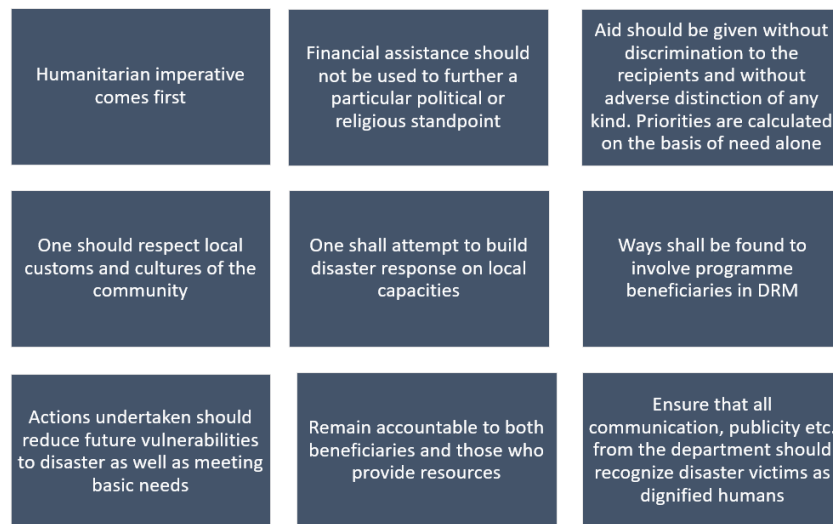 Humanitarian imperative
comes first
Financial assistance should
not be used to further a
particular political or
religious standpoint
Aid should be given without
discrimination to the
recipients and without
adverse distinction of any
kind. Priorities are calculated
on the basis of need alone
One should respect local
customs and cultures of the
community
One shall attempt to build
disaster response on local
capacities
Ways shall be found to
involve programme
beneficiaries in DRM
Actions undertaken should
reduce future vulnerabilities
to disaster as well as meeting
basic needs
Remain accountable to both
beneficiaries and those who
provide resources
Ensure that all
communication, publicity etc.
from the department should
recognize disaster victims as
dignified humans